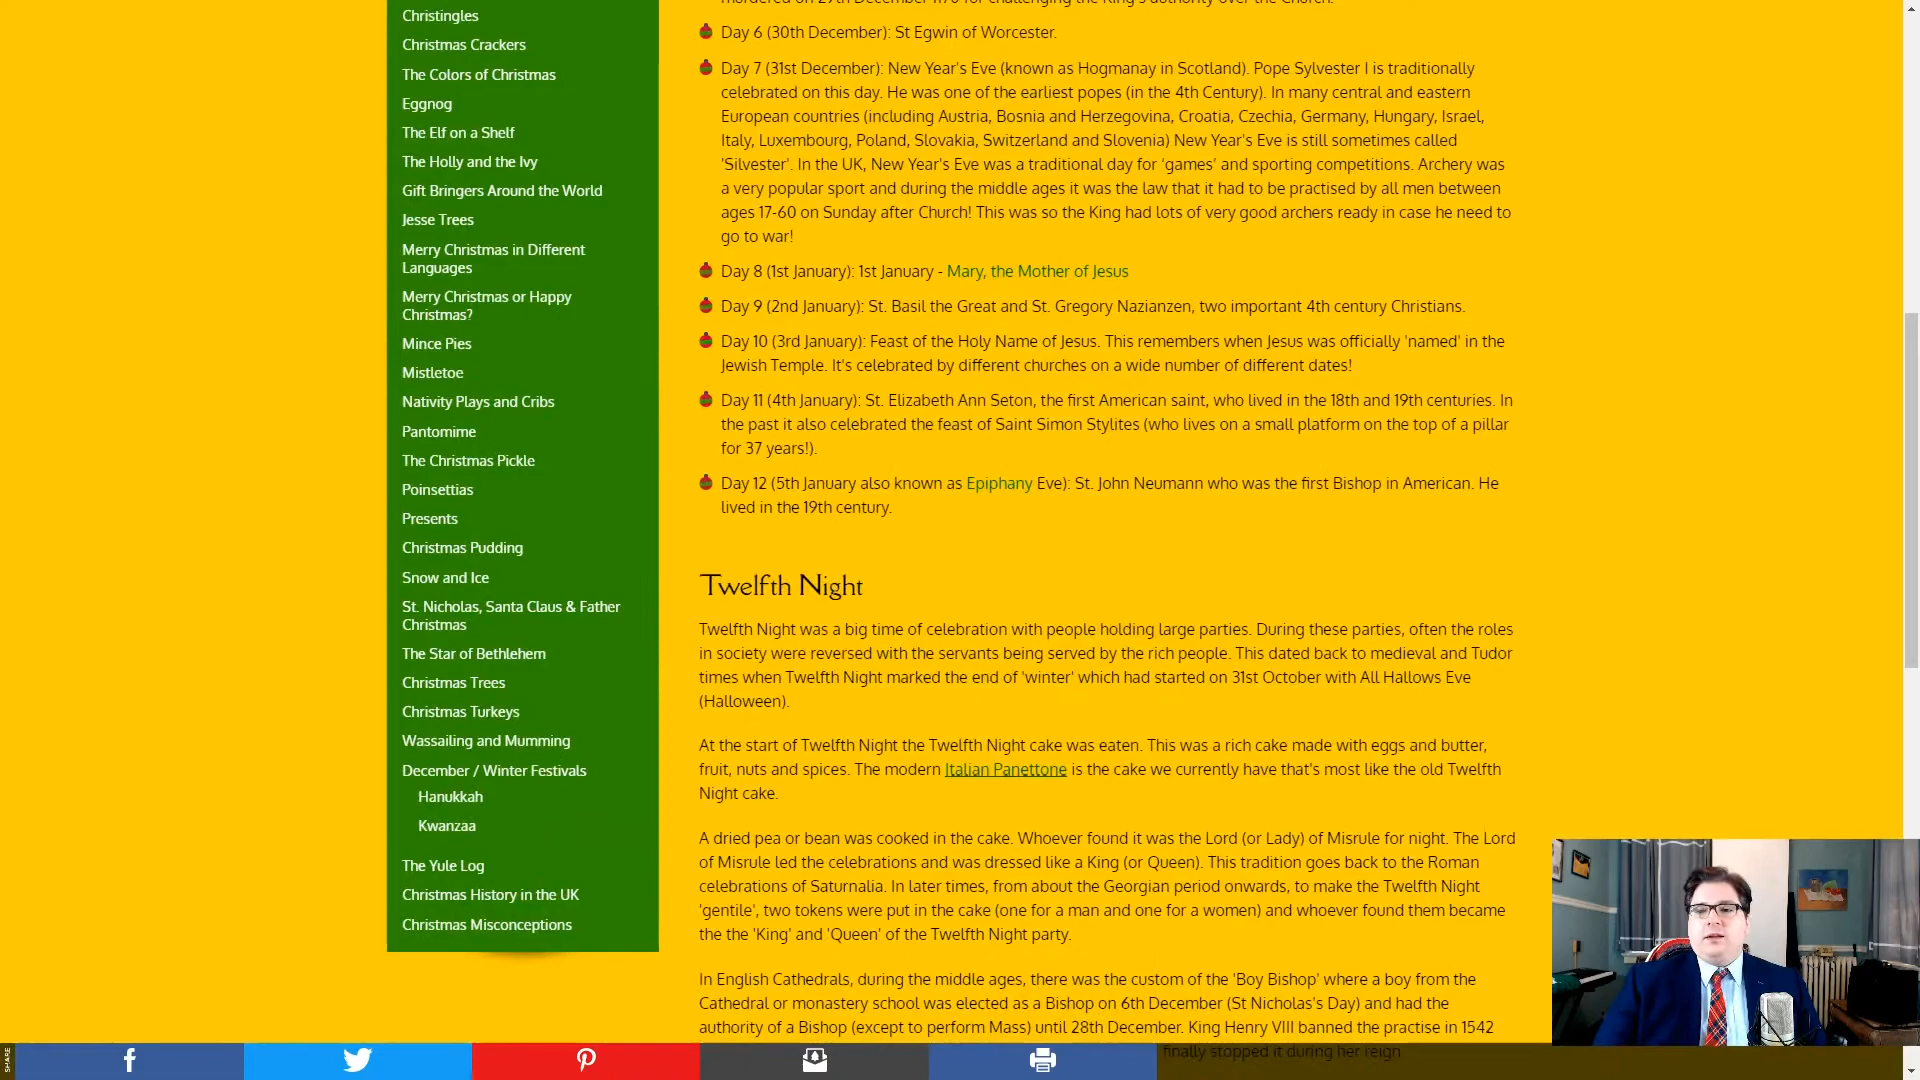 Christingles
Christmas Crackers
The Colors of Christmas
Eggnog
The Elf on a Shelf
The Holly and the Ivy
Gift Bringers Around the World
Jesse Trees
Merry Christmas in Different
Languages
Merry Christmas or Happy
Christmas?
Mince Pies
Mistletoe
Nativity Plays and Cribs
Pantomime
The Christmas Pickle
Poinsettias
Presents
Christmas Pudding
Snow and Ice
St. Nicholas, Santa Claus & Father
Christmas
The Star of Bethlehem
Christmas Trees
Christmas Turkeys
Wassailing and Mumming
December / Winter Festivals
Hanukkah
Kwanzaa
The Yule Log
Christmas History in the UK
Christmas Misconceptions
murdered on 29th December 1170 for challenging the King's authority over the Church.
Day 6 (30th December): St Egwin of Worcester.
Day 7 (31st December): New Year's Eve (known as Hogmanay in Scotland). Pope Sylvester I is traditionally
celebrated on this day. He was one of the earliest popes (in the 4th Century). In many central and eastern
European countries (including Austria, Bosnia and Herzegovina, Croatia, Czechia, Germany, Hungary, Israel,
Italy, Luxembourg, Poland, Slovakia, Switzerland and Slovenia) New Year's Eve is still sometimes called
'Silvester'. In the UK, New Year's Eve was a traditional day for 'games' and sporting competitions. Archery was
a very popular sport and during the middle ages it was the law that it had to be practised by all men between
ages 17-60 on Sunday after Church! This was so the King had lots of very good archers ready in case he need to
go to war!
Day 8 (1st January): 1st January - Mary, the Mother of Jesus
Day 9 (2nd January): St. Basil the Great and St. Gregory Nazianzen, two important 4th century Christians.
Day 10 (3rd January): Feast of the Holy Name of Jesus. This remembers when Jesus was officially 'named' in the
Jewish Temple. It's celebrated by different churches on a wide number of different dates!
Day 11 (4th January): St. Elizabeth Ann Seton, the first American saint, who lived in the 18th and 19th centuries. In
the past it also celebrated the feast of Saint Simon Stylites (who lives on a small platform on the top of a pillar
for 37 years!).
Day 12 (5th January also known as Epiphany Eve): St. John Neumann who was the first Bishop in American. He
lived in the 19th century.
Twelfth Night
Twelfth Night was a big time of celebration with people holding large parties. During these parties, often the roles
in society were reversed with the servants being served by the rich people. This dated back to medieval and Tudor
times when Twelfth Night marked the end of 'winter' which had started on 31st October with All Hallows Eve
(Halloween).
At the start of Twelfth Night the Twelfth Night cake was eaten. This was a rich cake made with eggs and butter,
fruit, nuts and spices. The modern Italian Panettone is the cake we currently have that's most like the old Twelfth
Night cake.
A dried pea or bean was cooked in the cake. Whoever found it was the Lord (or Lady) of Misrule for night. The Lord
of Misrule led the celebrations and was dressed like a King (or Queen). This tradition goes back to the Roman
celebrations of Saturnalia. In later times, from about the Georgian period onwards, to make the Twelfth Night
'gentile', two tokens were put in the cake (one for a man and one for a women) and whoever found them became
the the 'King' and 'Queen' of the Twelfth Night party.
In English Cathedrals, during the middle ages, there was the custom of the 'Boy Bishop' where a boy from the
Cathedral or monastery school was elected as a Bishop on 6th December (St Nicholas's Day) and had the
authority of a Bishop (except to perform Mass) until 28th December. King Henry VIII banned the practise in 1542
finally stopped it during her reign.
SHARE